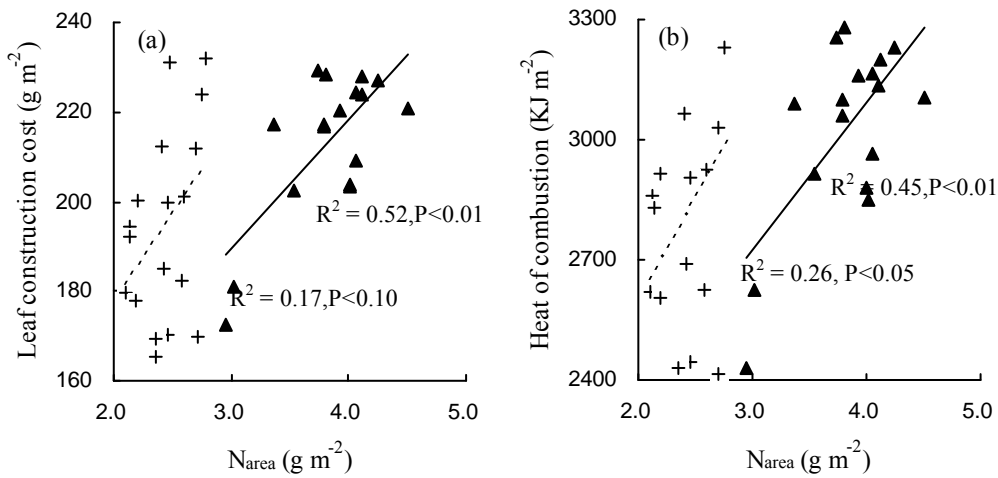 (a)
Leaf construction cost (g m-2)
240
220
200
180
160
R2 = 0.52,P<0.01
R2 = 0.17,P<0.10
2.0 3.0 4.0 5.0
Narea (g m-2)
(b)
Heat of combustion (KJ m-2)
3300
3000
2700
2400
R2 = 0.45,P<0.01
R2 = 0.26, P<0.05
2.0 3.0 4.0 5.0
Narea (g m-2)